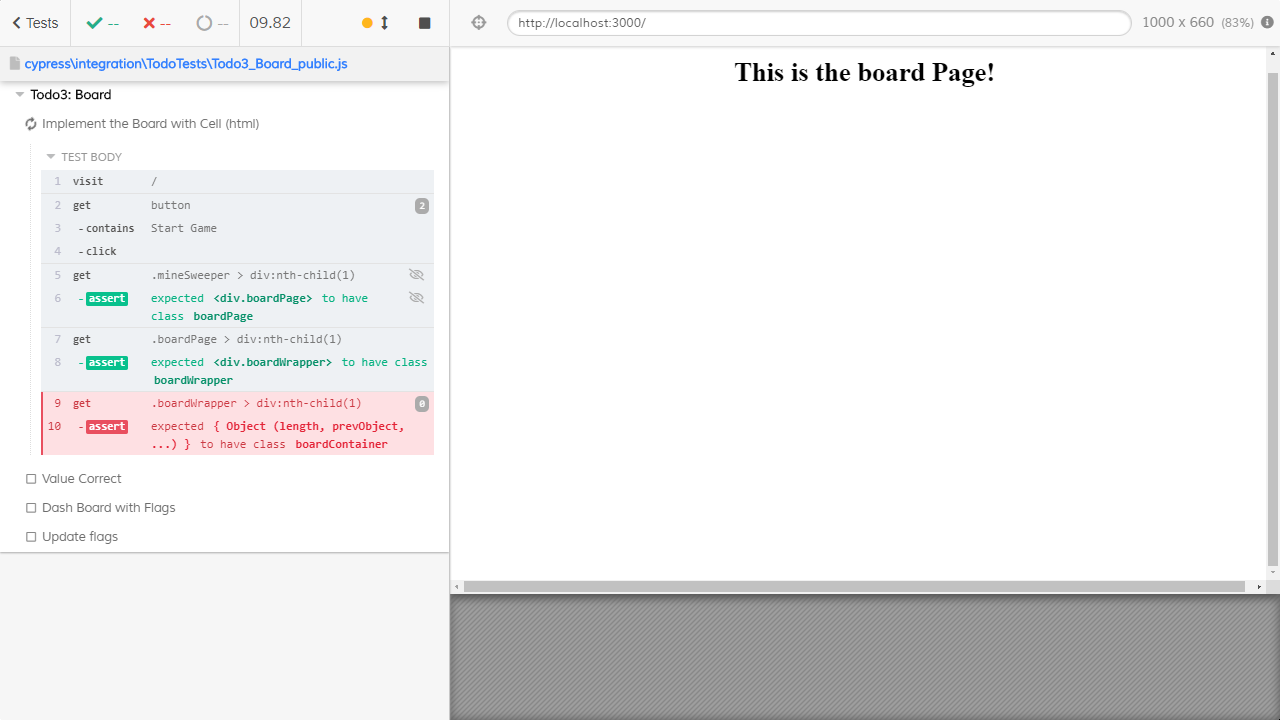 Tests -- -- -- 09.82
http://localhost:3000/ 1000 x 660 (83%)
cypress\integration\TodoTests\Todo3_Board_public.js
This is the board Page!
Todo3: Board
Implement the Board with Cell (html)
TEST BODY
1 visit /
2 get button 2
3 -contains Start Game
4 -click
5 get .mineSweeper > div:nth-child(1)
6 -assert expected <div.boardPage> to have
class boardPage
7 get .boardPage > div:nth-child(1)
8 -assert expected <div.boardWrapper> to have class
boardWrapper
9 get .boardWrapper > div:nth-child(1) 0
10 -assert expected { Object (length, prevObject,
...) } to have class boardContainer
Value Correct
Dash Board with Flags
Update flags